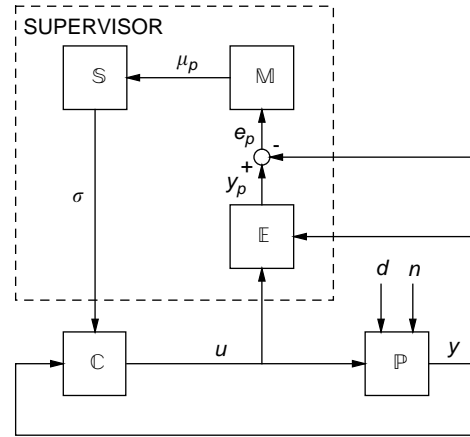 SUPERVISOR
𝕊
μp
𝕄
ep
-
+
yp
σ
𝔼
d
n
ℂ
u
ℙ
y